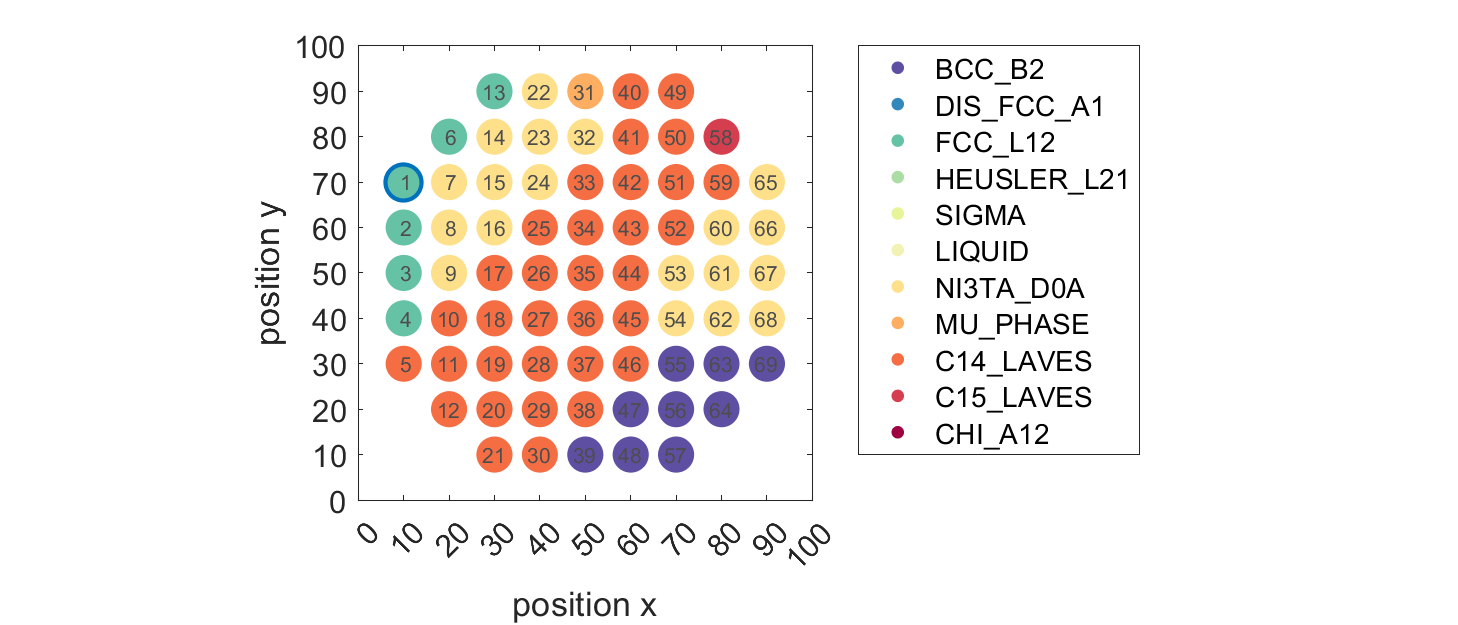 100
90 13 22 31 40 49
80 6 14 23 32 41 50 58
70 1 7 15 24 33 42 51 59 65
60 2 8 16 25 34 43 52 60 66
50 3 9 17 26 35 44 53 61 67
40 4 10 18 27 36 45 54 62 68
30 5 11 19 28 37 46 55 63 69
20 12 20 29 38 47 56 64
10 21 30 39 48 57
0
position y
0 10 20 30 40 50 60 70 80 90 100
position x
BCC_B2
DIS_FCC_A1
FCC_L12
HEUSLER_L21
SIGMA
LIQUID
NI3TA_D0A
MU_PHASE
C14_LAVES
C15_LAVES
CHI_A12